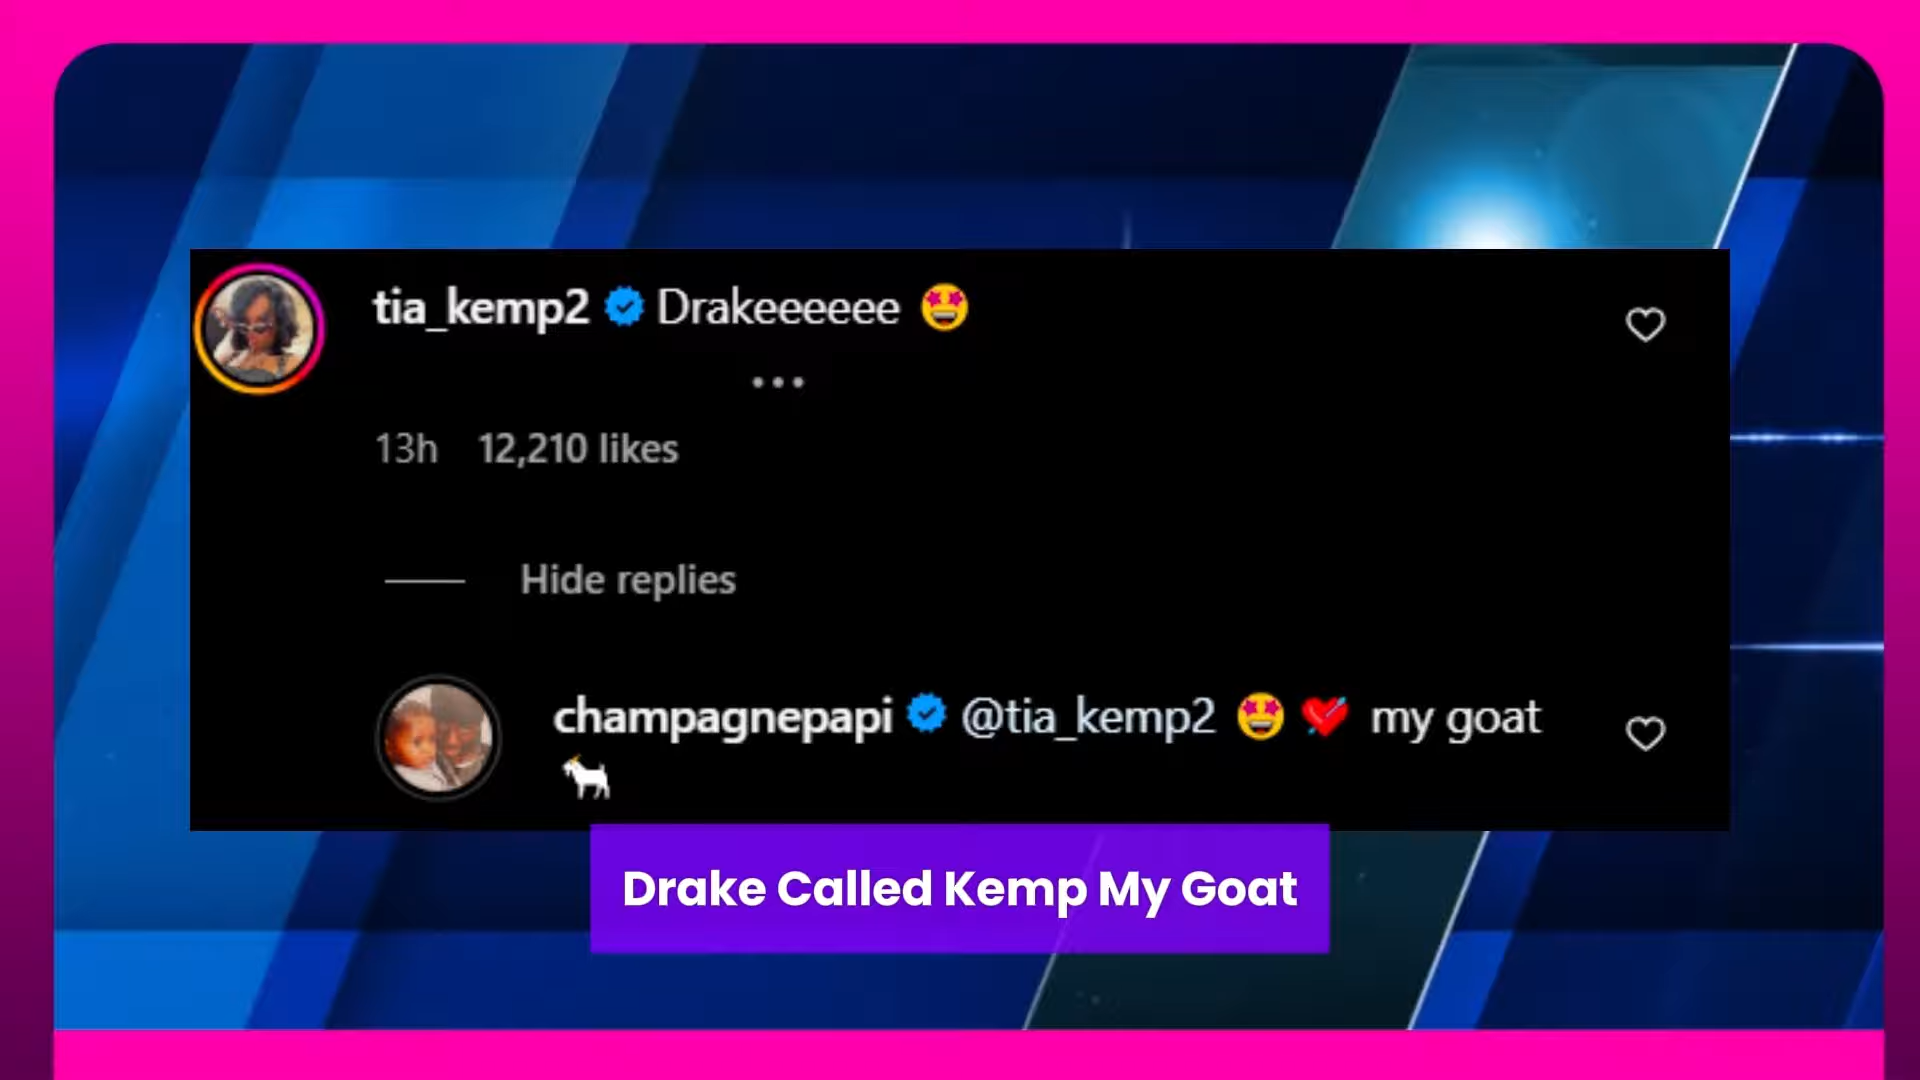 tia_kemp2 Drakeeeeee 🤩
•••
13h 12,210 likes
Hide replies
champagnepapi @tia_kemp2 🤩 💘 my goat
🐐
Drake Called Kemp My Goat